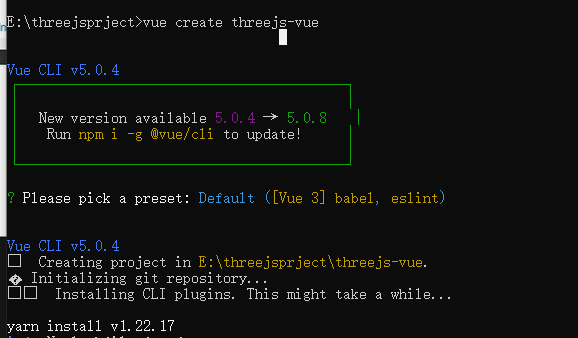 E:\threejsprject>vue create threejs-vue
Vue CLI v5.0.4
New version available 5.0.4 → 5.0.8
Run npm i -g @vue/cli to update!
? Please pick a preset: Default ([Vue 3] babel, eslint)
Vue CLI v5.0.4
Creating project in E:\threejsprject\threejs-vue.
Initializing git repository...
Installing CLI plugins. This might take a while...
yarn install v1.22.17